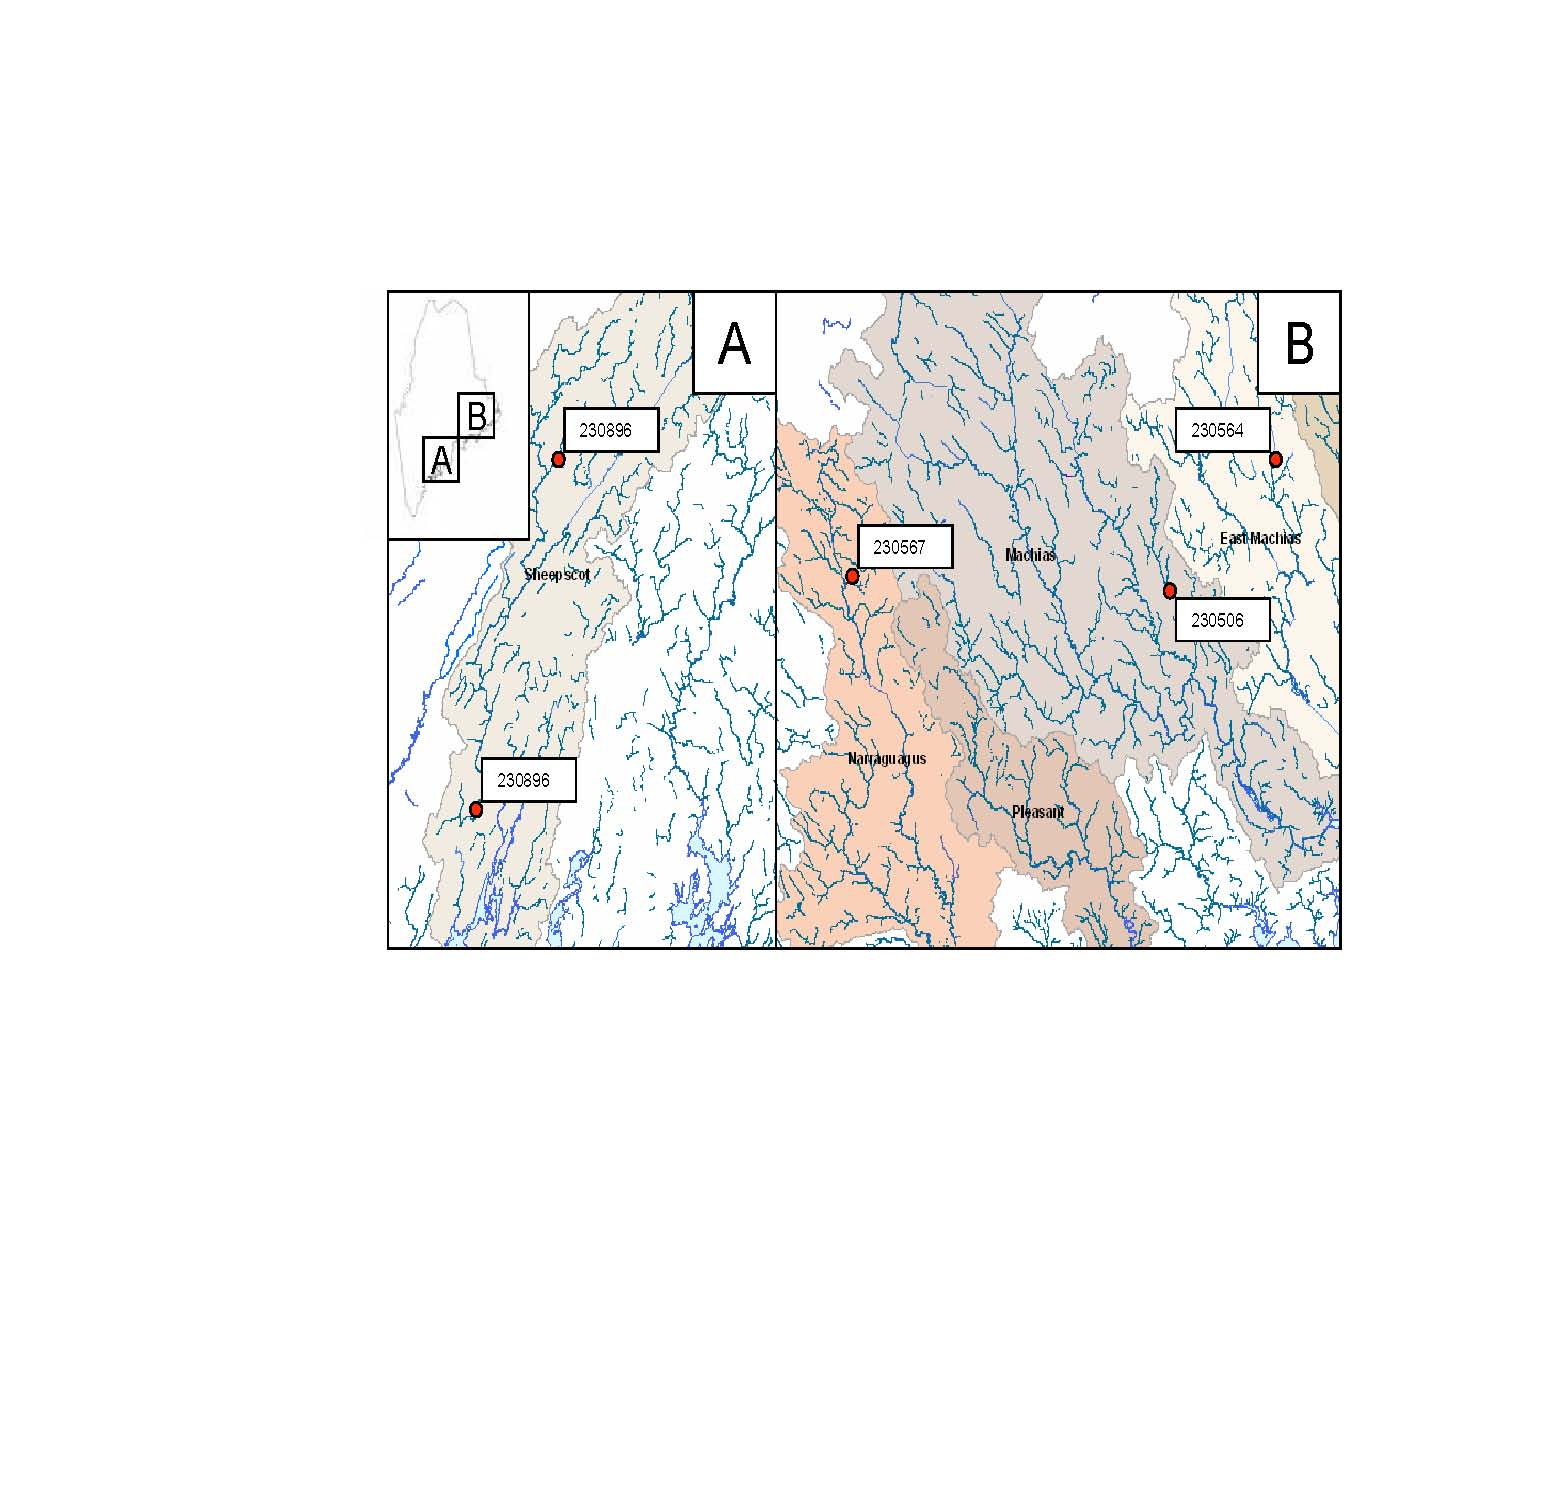 A
B
B
A
230896
230564
230567
East Machias
Machias
Sheepscot
230506
Narraguagus
230896
Pleasant